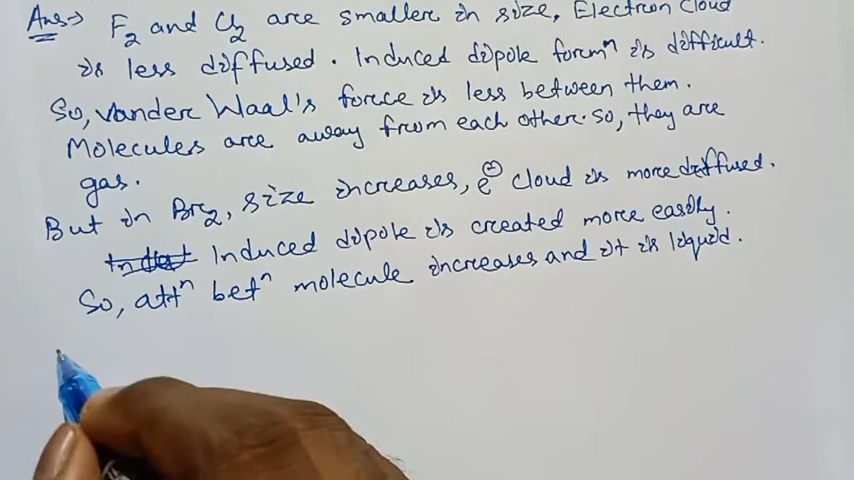 Ans→ F2 and Cl2 are smaller in size, Electron Cloud
is less diffused. Induced dipole formⁿ is difficult.
So, Vander Waal's force is less between them.
Molecules are away from each other. so, they are
gas.
But in Br2, size increases, e⊖ cloud is more diffused.
Induced dipole is created more easily.
So, attⁿ betⁿ molecule increases and it is liquid.